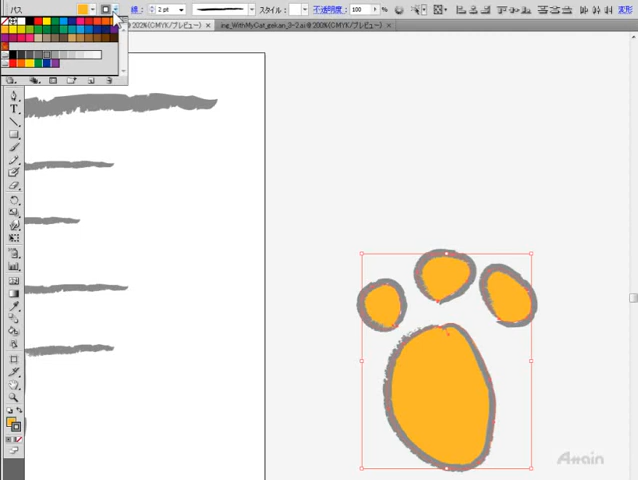 パス
線：
2 pt
スタイル：
不透明度：
100
%
変形
@202%(CMYK/プレビュー)
ing_WithMyCat_gekan_3-2.ai@200%(CMYK/プレビュー)
T
Attain